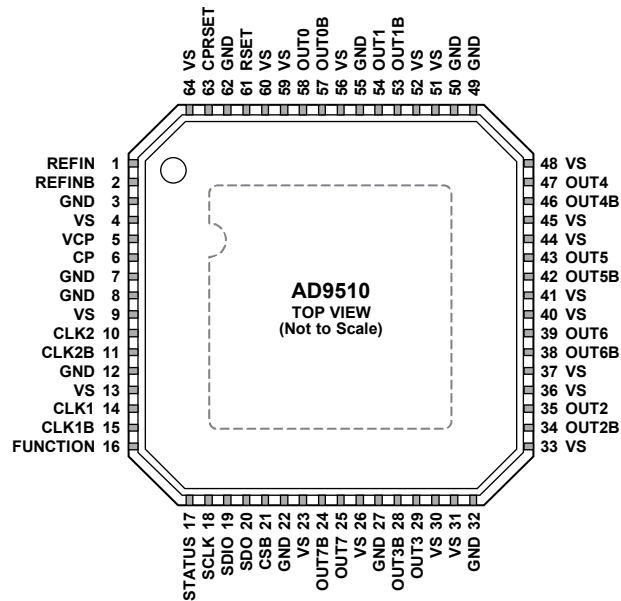 64 VS
63 CPRSET
62 GND
61 RSET
60 VS
59 VS
58 OUT0
57 OUT0B
56 VS
55 GND
54 OUT1
53 OUT1B
52 VS
51 VS
50 GND
49 GND
REFIN 1
REFINB 2
GND 3
VS 4
VCP 5
CP 6
GND 7
GND 8
VS 9
CLK2 10
CLK2B 11
GND 12
VS 13
CLK1 14
CLK1B 15
FUNCTION 16
AD9510
TOP VIEW
(Not to Scale)
48 VS
47 OUT4
46 OUT4B
45 VS
44 VS
43 OUT5
42 OUT5B
41 VS
40 VS
39 OUT6
38 OUT6B
37 VS
36 VS
35 OUT2
34 OUT2B
33 VS
STATUS 17
SCLK 18
SDIO 19
SDO 20
CSB 21
GND 22
VS 23
OUT7B 24
OUT7 25
VS 26
GND 27
OUT3B 28
OUT3 29
VS 30
VS 31
GND 32